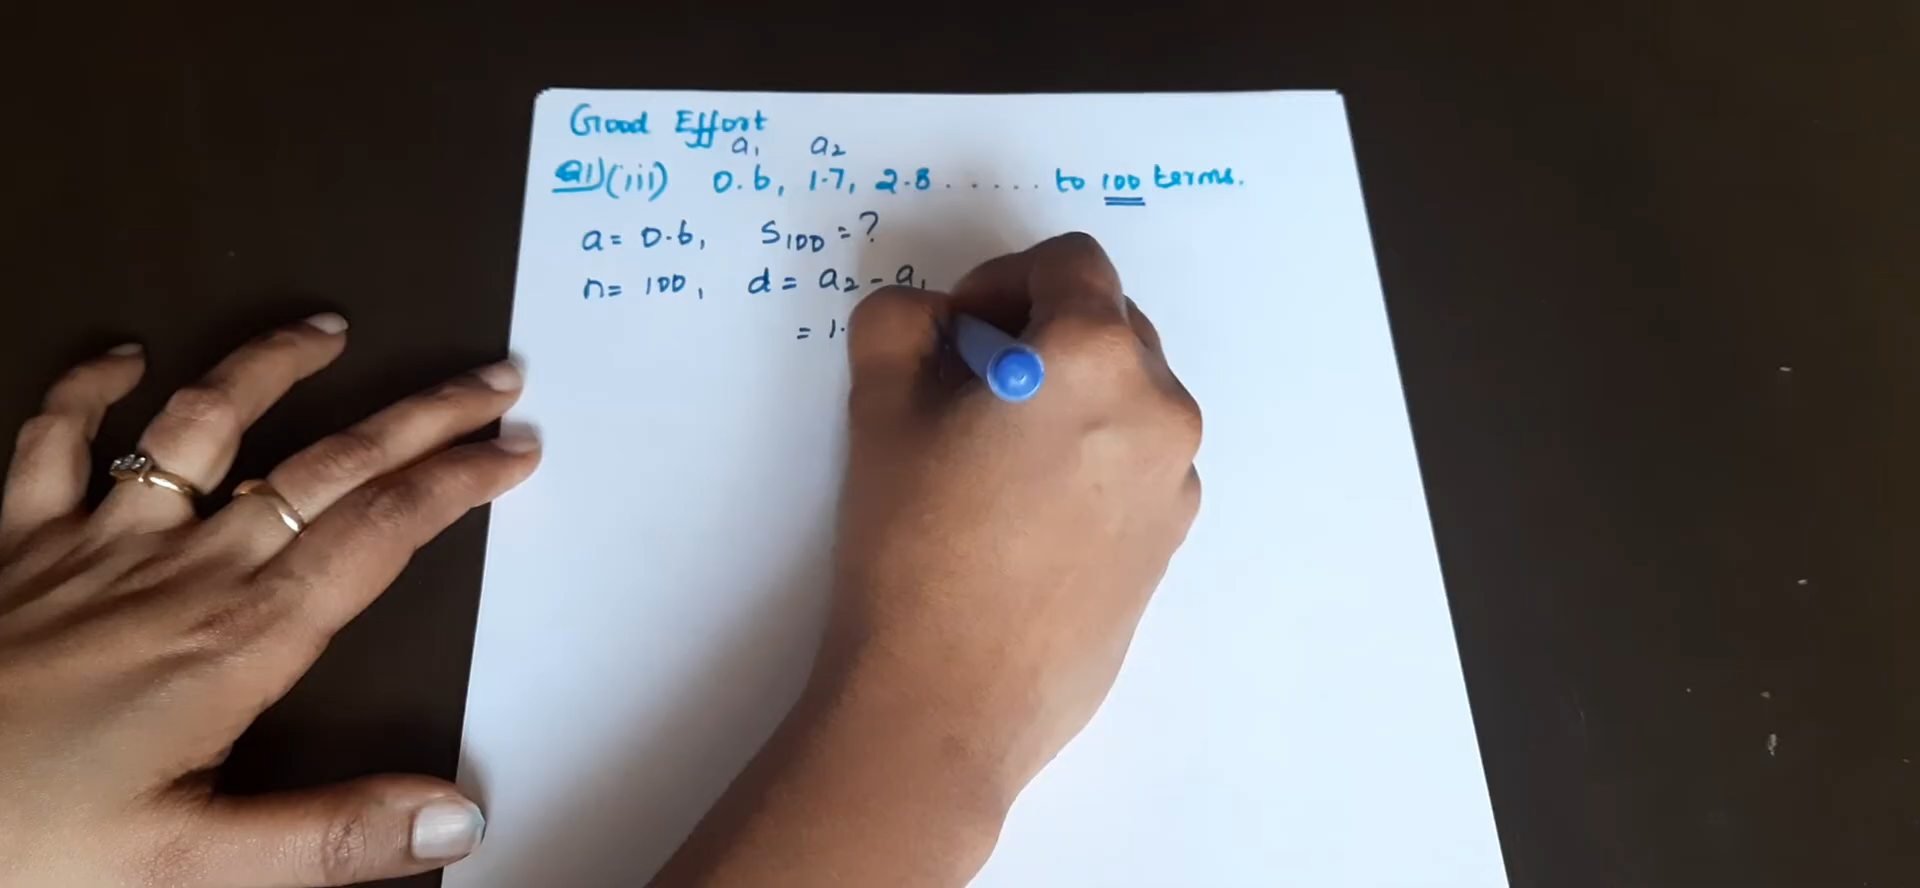 Good Effort
a₁ a₂
Q1)(iii) 0.6, 1.7, 2.8 ...... to 100 terms.
a = 0.6, S₁₀₀ = ?
n = 100, d = a₂ - a₁
= 1.